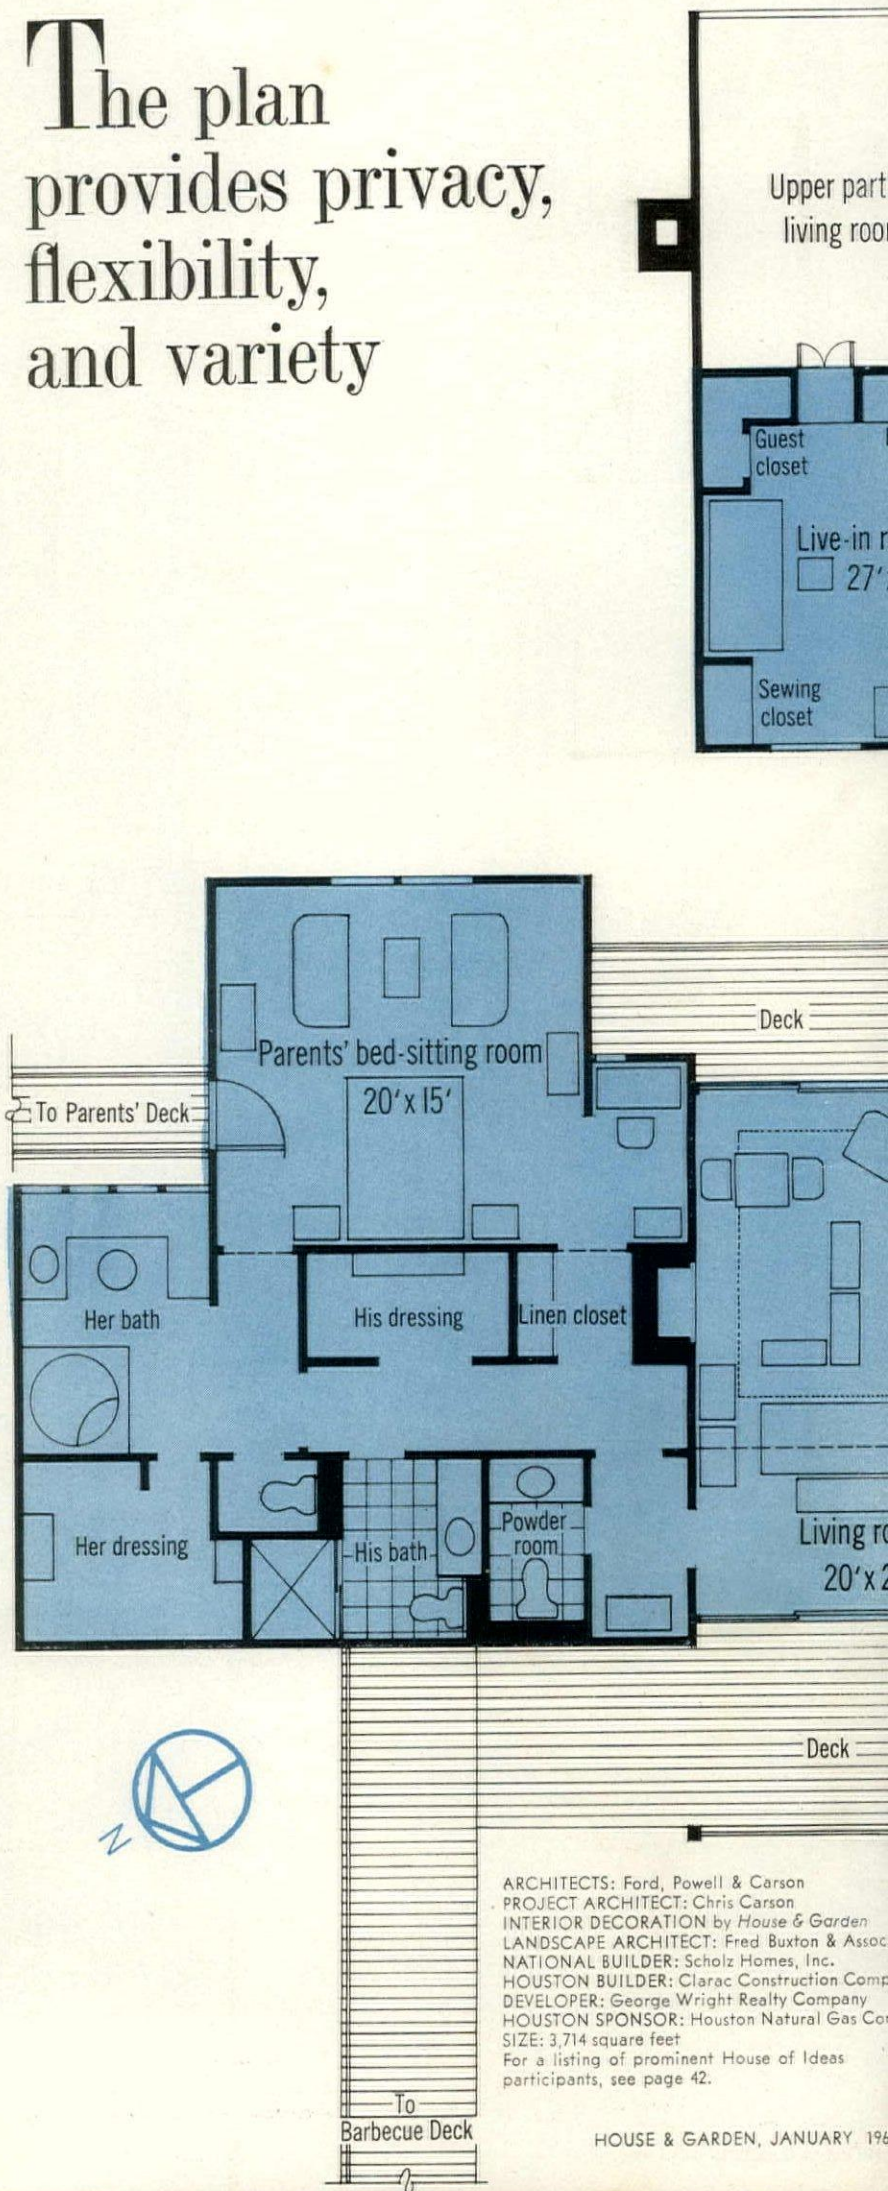 The plan
provides privacy,
flexibility,
and variety
Upper part
living
Guest
closet
Live-in
27'
Sewing
closet
Deck
Parents' bed-sitting room
20' x 15'
To Parents' Deck
Her bath
His dressing
Linen closet
Her dressing
His bath
Powder
room
Living
20' x 2
Deck
N
ARCHITECTS: Ford, Powell & Carson
PROJECT ARCHITECT: Chris Carson
INTERIOR DECORATION by House & Garden
LANDSCAPE ARCHITECT: Fred Buxton & Assoc
NATIONAL BUILDER: Scholz Homes, Inc.
HOUSTON BUILDER: Clarac Construction Comp
DEVELOPER: George Wright Realty Company
HOUSTON SPONSOR: Houston Natural Gas Co
SIZE: 3,714 square feet
For a listing of prominent House of Ideas
participants, see page 42.
To
Barbecue Deck
HOUSE & GARDEN, JANUARY, 196